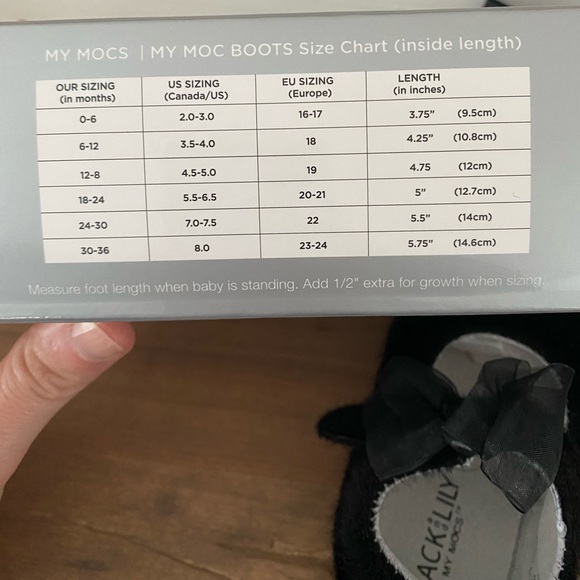 MY MOCS | MY MOC BOOTS Size Chart (inside length)
OUR SIZING (in months) US SIZING (Canada/US) EU SIZING (Europe) LENGTH (in inches)
0-6 2.0-3.0 16-17 3.75" (9.5cm)
6-12 3.5-4.0 18 4.25" (10.8cm)
12-8 4.5-5.0 19 4.75 (12cm)
18-24 5.5-6.5 20-21 5" (12.7cm)
24-30 7.0-7.5 22 5.5" (14cm)
30-36 8.0 23-24 5.75" (14.6cm)
Measure foot length when baby is standing. Add 1/2" extra for growth when sizing.
LILY
MY MOCS